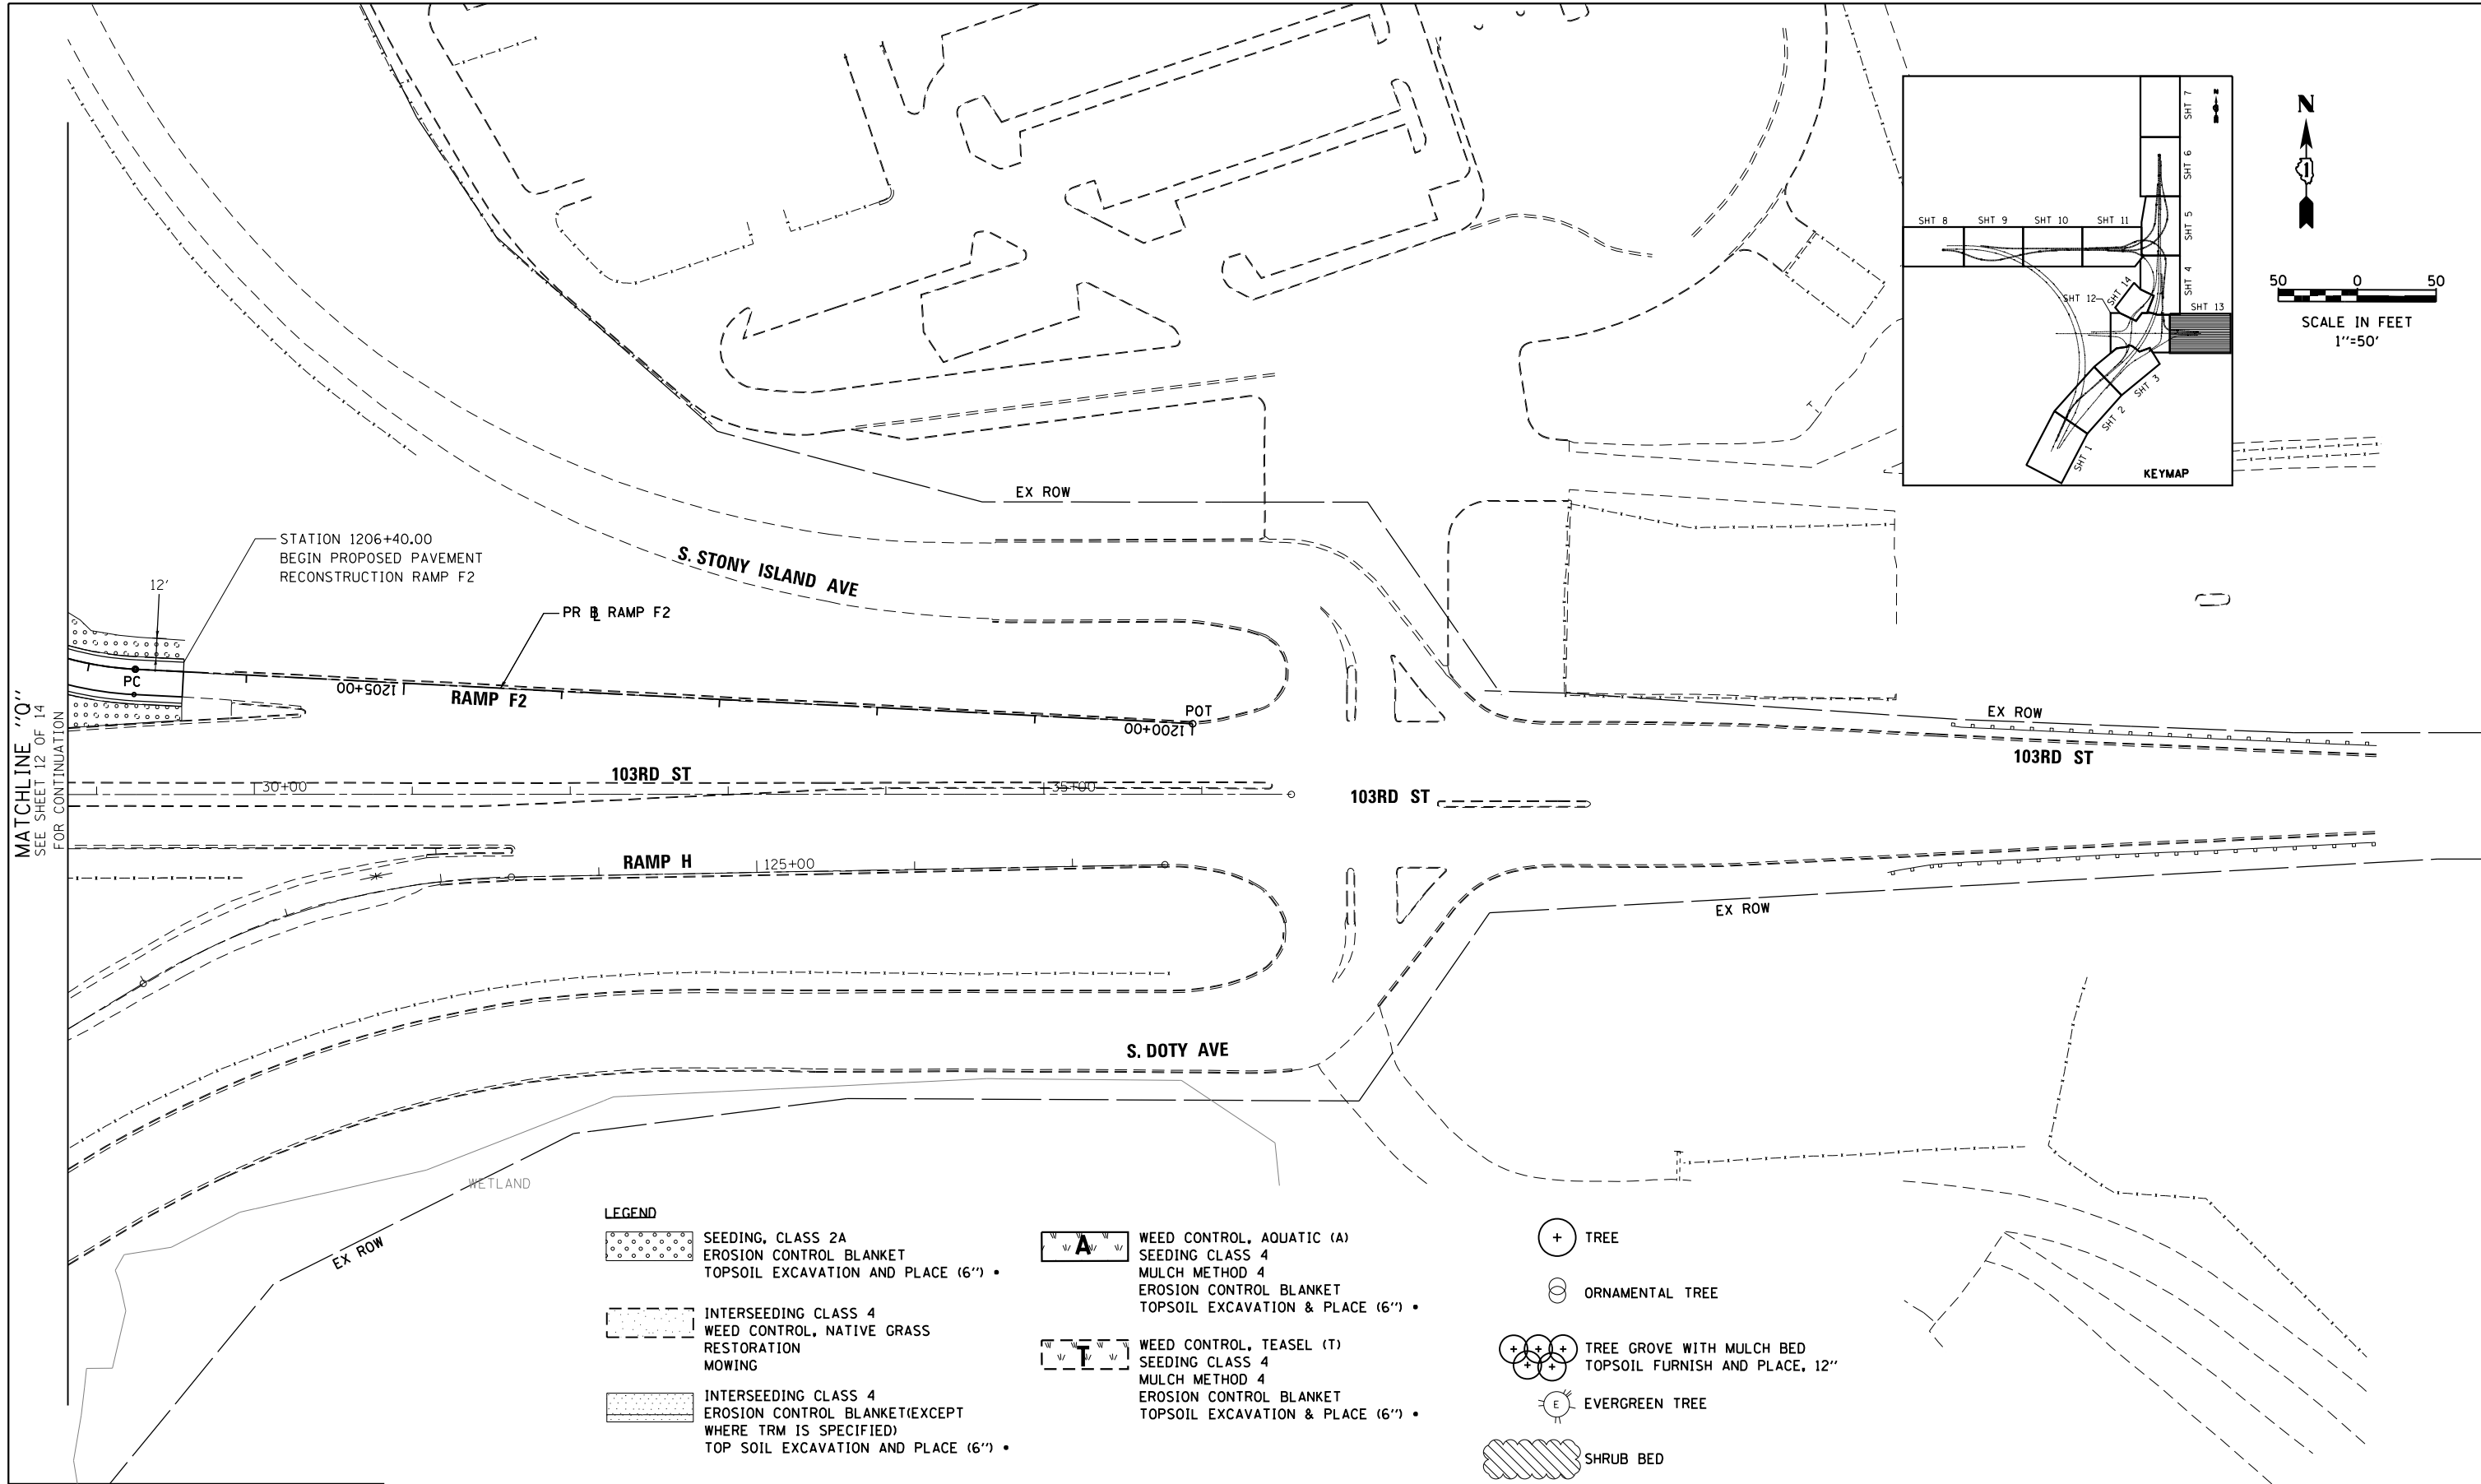 SHT 7
N
SHT 6
SHT 5
SHT 8
SHT 9
SHT 10
SHT 11
SHT 4
SHT 14
SHT 12
SHT 13
SHT 3
SHT 2
SHT 1
KEYMAP
N
1
50 0 50
SCALE IN FEET
1"=50'
EX ROW
S. STONY ISLAND AVE
STATION 1206+40.00
BEGIN PROPOSED PAVEMENT
RECONSTRUCTION RAMP F2
12'
PR BL RAMP F2
PC
1205+00
RAMP F2
POT
1200+00
MATCHLINE "Q"
SEE SHEET 12 OF 14
FOR CONTINUATION
EX ROW
103RD ST
103RD ST
30+00
35+00
103RD ST
RAMP H
125+00
EX ROW
S. DOTY AVE
WETLAND
EX ROW
LEGEND
SEEDING, CLASS 2A
EROSION CONTROL BLANKET
TOPSOIL EXCAVATION AND PLACE (6") •
INTERSEEDING CLASS 4
WEED CONTROL, NATIVE GRASS
RESTORATION
MOWING
INTERSEEDING CLASS 4
EROSION CONTROL BLANKET(EXCEPT
WHERE TRM IS SPECIFIED)
TOP SOIL EXCAVATION AND PLACE (6") •
A
WEED CONTROL, AQUATIC (A)
SEEDING CLASS 4
MULCH METHOD 4
EROSION CONTROL BLANKET
TOPSOIL EXCAVATION & PLACE (6") •
T
WEED CONTROL, TEASEL (T)
SEEDING CLASS 4
MULCH METHOD 4
EROSION CONTROL BLANKET
TOPSOIL EXCAVATION & PLACE (6") •
TREE
ORNAMENTAL TREE
TREE GROVE WITH MULCH BED
TOPSOIL FURNISH AND PLACE, 12"
E
EVERGREEN TREE
SHRUB BED